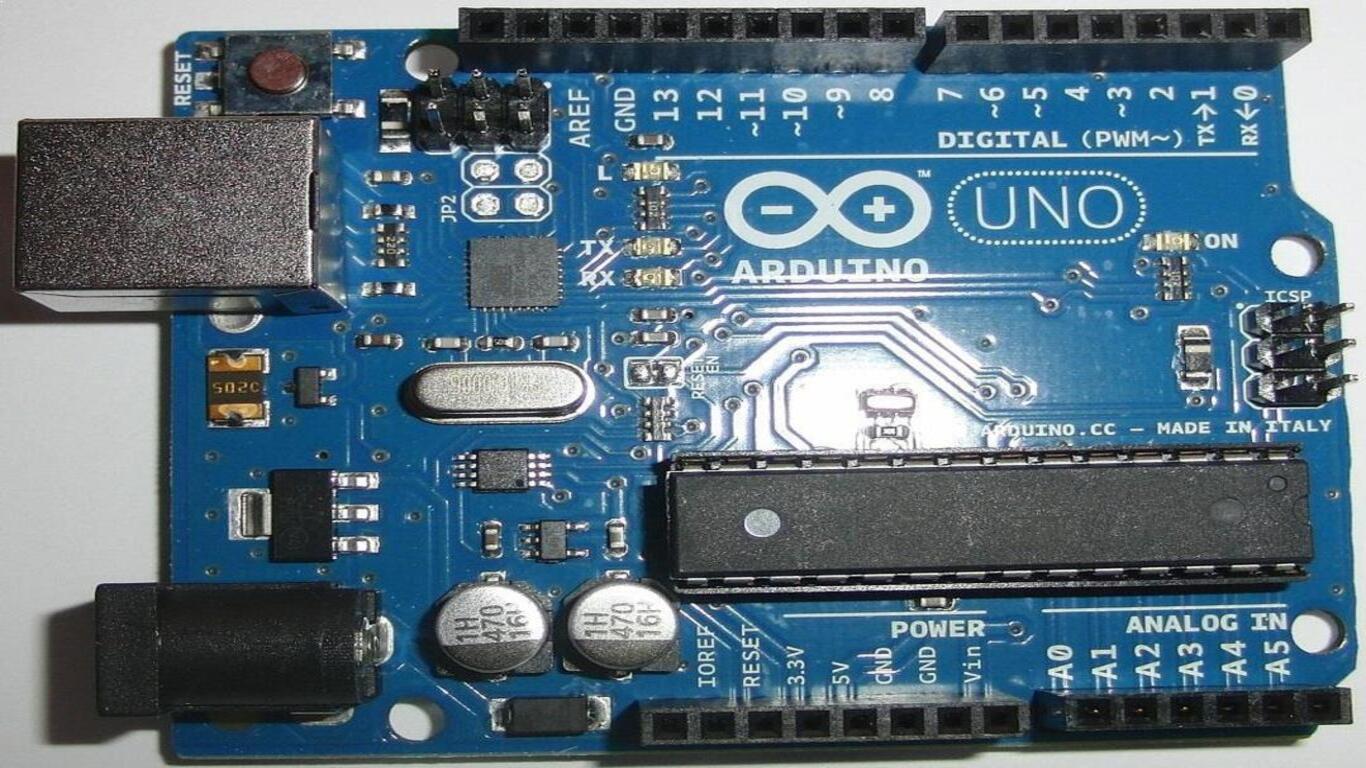 RESET
AREF
GND
13
12
~11
~10
~9
8
7
~6
~5
4
~3
2
TX→1
RX←0
DIGITAL (PWM~)
L
JP2
TX
RX
ARDUINO
™
UNO
ON
ICSP
502C
RESET
EN
ARDUINO.CC — MADE IN ITALY
1H
470
16V
1H
470
16V
IOREF
RESET
3.3V
5V
GND
GND
Vin
POWER
ANALOG IN
A0
A1
A2
A3
A4
A5